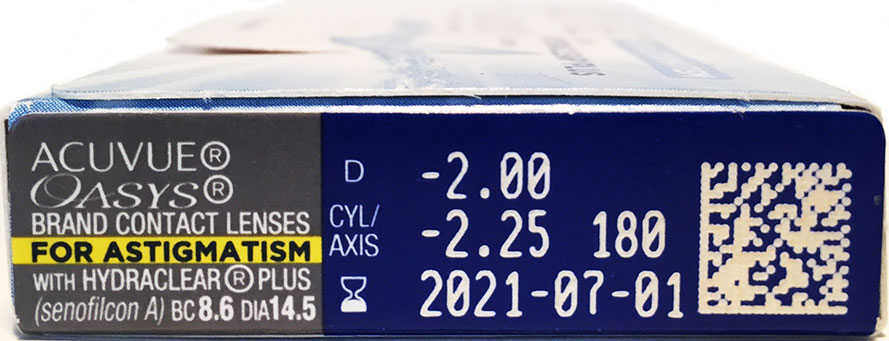 ACUVUE®
OASYS®
BRAND CONTACT LENSES
FOR ASTIGMATISM
WITH HYDRACLEAR® PLUS
(senofilcon A) BC 8.6 DIA 14.5
D -2.00
CYL/
AXIS -2.25 180
2021-07-01